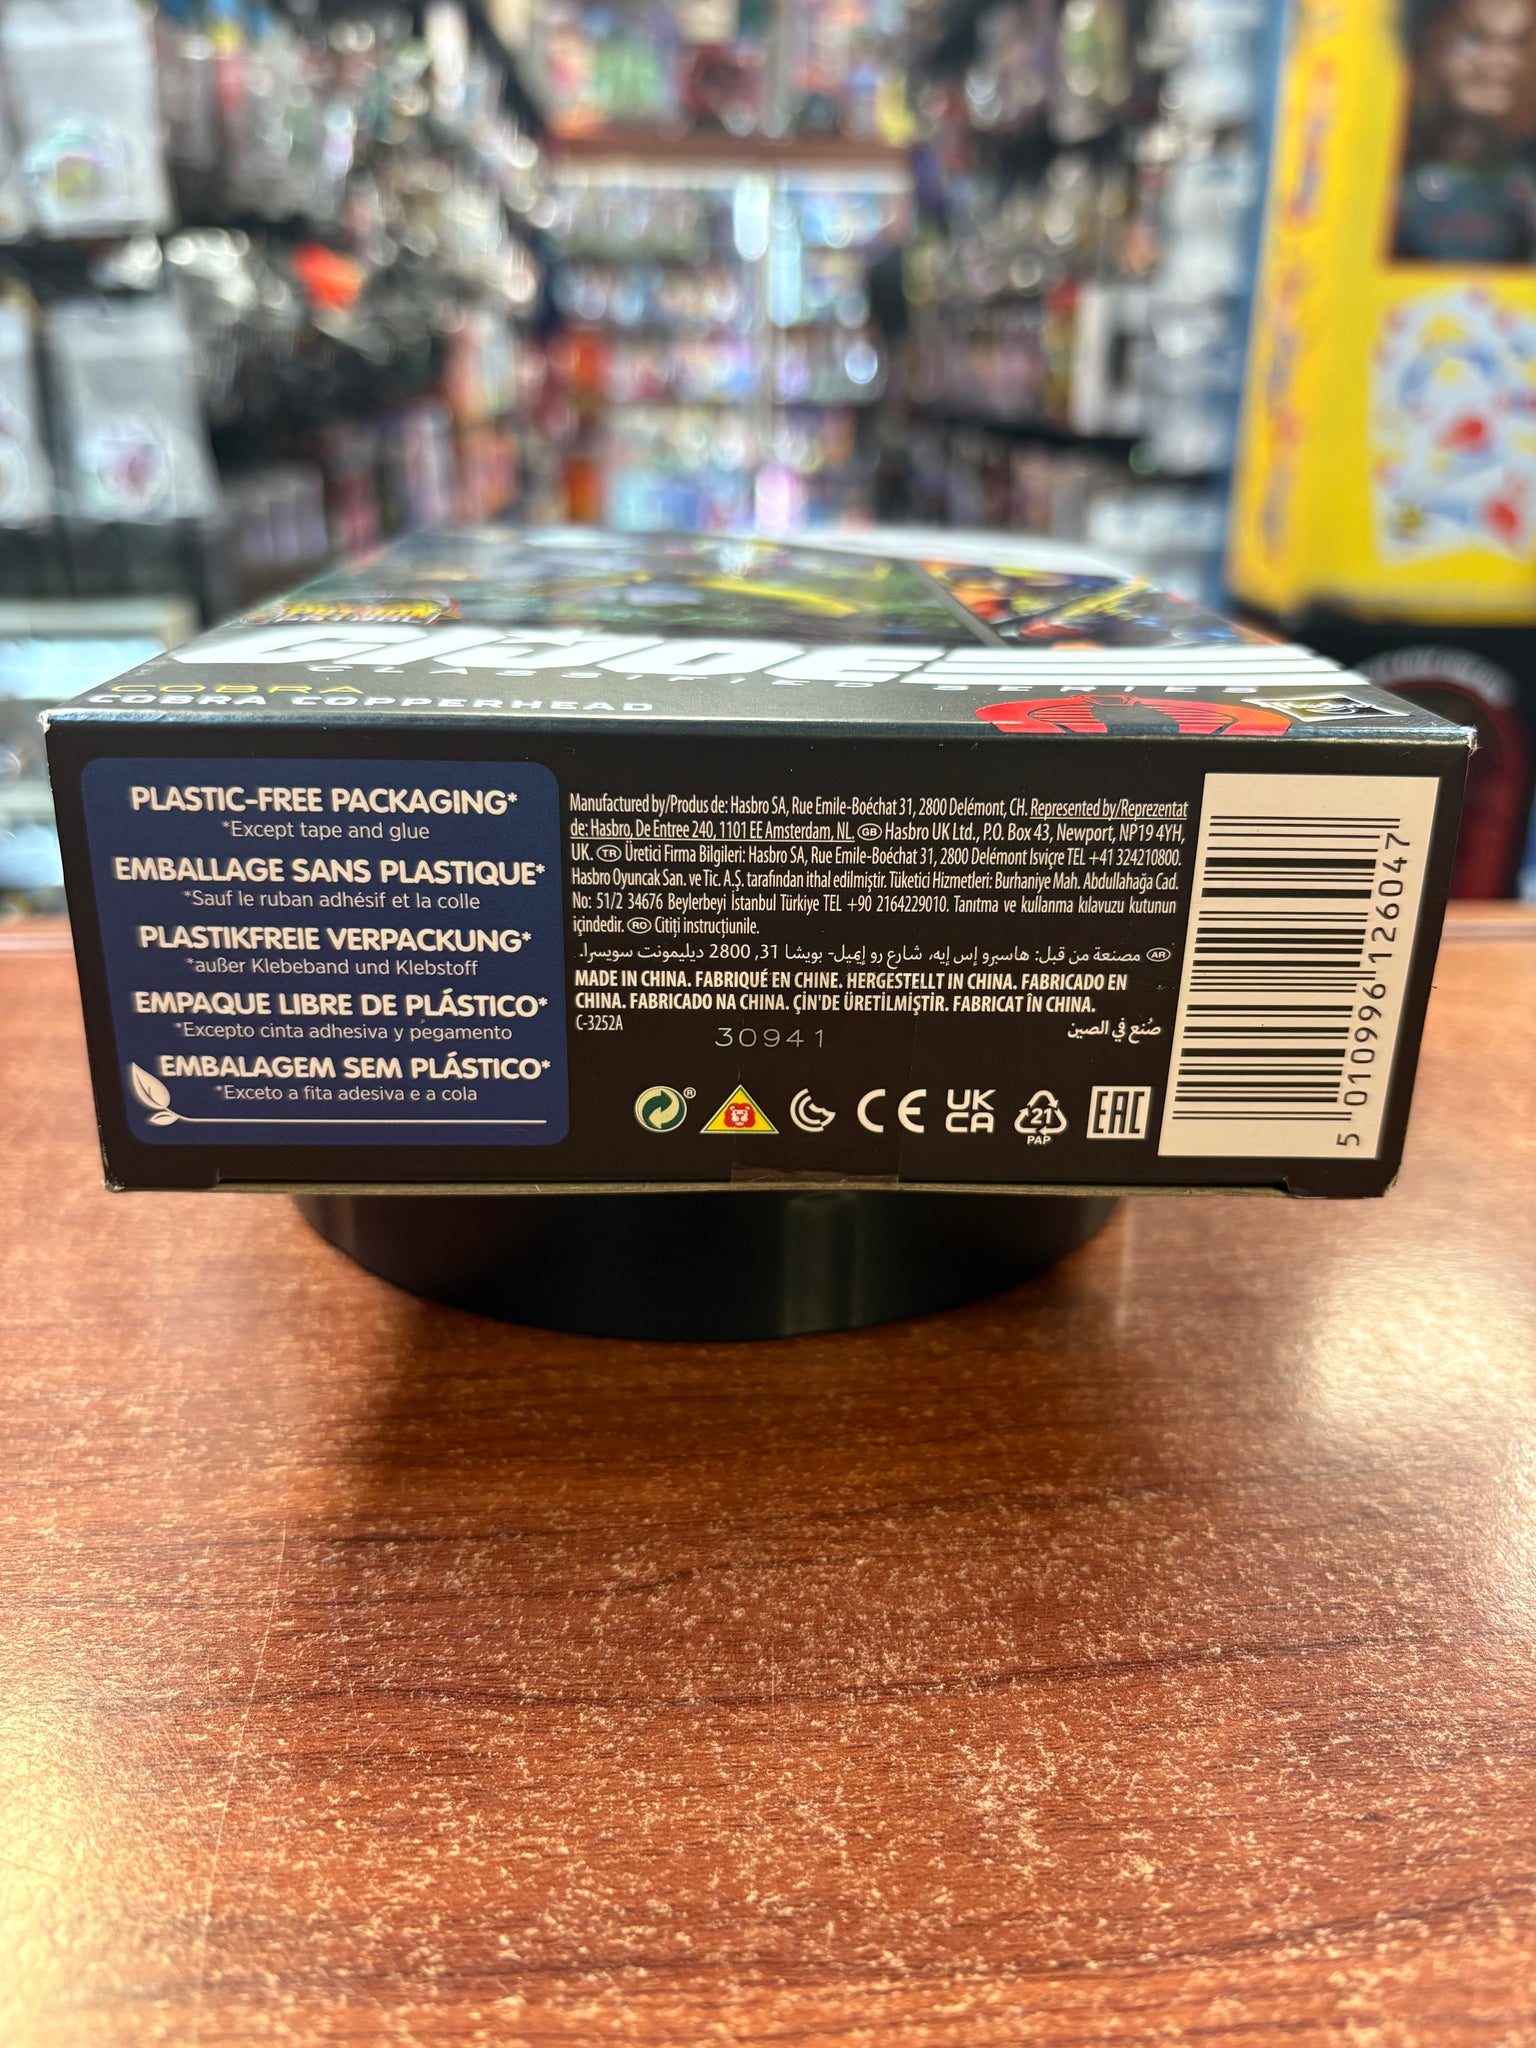 GIJOE
CLASSIFIED SERIES
COBRA
COBRA COPPERHEAD
PLASTIC-FREE PACKAGING*
*Except tape and glue
EMBALLAGE SANS PLASTIQUE*
*Sauf le ruban adhésif et la colle
PLASTIKFREIE VERPACKUNG*
*außer Klebeband und Klebstoff
EMPAQUE LIBRE DE PLÁSTICO*
*Excepto cinta adhesiva y pegamento
EMBALAGEM SEM PLÁSTICO*
*Exceto a fita adesiva e a cola
Manufactured by/Produs de: Hasbro SA, Rue Emile-Boéchat 31, 2800 Delémont, CH. Represented by/Reprezentat
de: Hasbro, De Entree 240, 1101 EE Amsterdam, NL. GB Hasbro UK Ltd., P.O. Box 43, Newport, NP19 4YH,
UK. TR Üretici Firma Bilgileri: Hasbro SA, Rue Emile-Boéchat 31, 2800 Delémont Isviçre TEL +41 324210800.
Hasbro Oyuncak San. ve Tic. A.Ş. tarafından ithal edilmiştir. Tüketici Hizmetleri: Burhaniye Mah. Abdullahağa Cad.
No: 51/2 34676 Beylerbeyi İstanbul Türkiye TEL +90 2164229010. Tanıtma ve kullanma kılavuzu kutunun
içindedir. RO Citiți instrucțiunile.
AR مصنعة من قبل: هاسبرو إس إيه، شارع رو إيميل- بويشا 31, 2800 ديليمونت سويسرا.
MADE IN CHINA. FABRIQUÉ EN CHINE. HERGESTELLT IN CHINA. FABRICADO EN
CHINA. FABRICADO NA CHINA. ÇİN'DE ÜRETİLMİŞTİR. FABRICAT ÎN CHINA.
C-3252A
صُنع في الصين
30941
CE
UK
CA
21
PAP
EAC
5 010996 126047